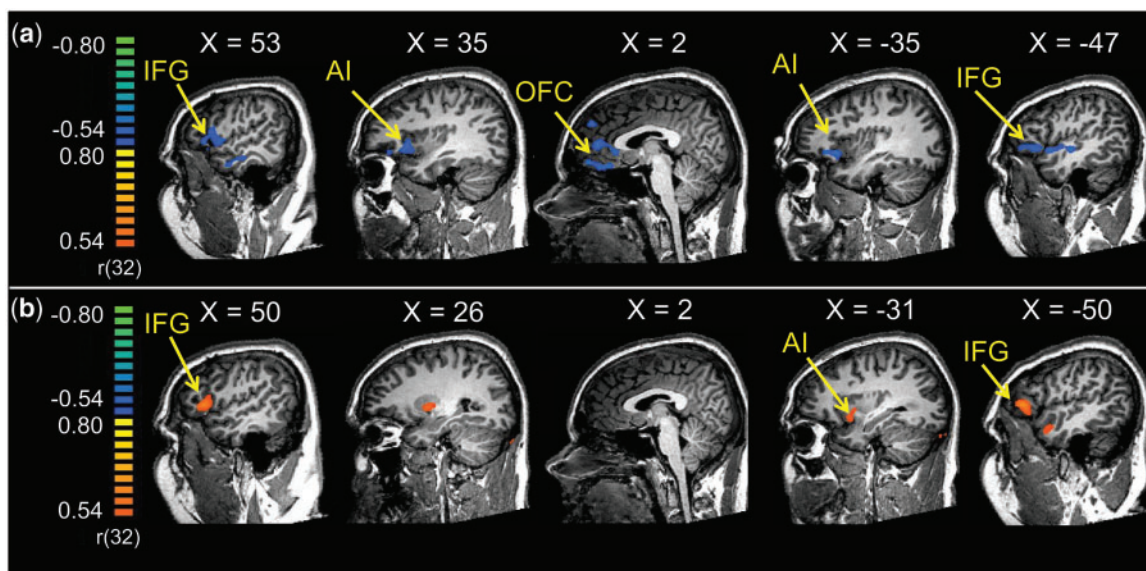 (a)
-0.80
-0.54
0.80
0.54
r(32)
X = 53
IFG
X = 35
AI
X = 2
OFC
X = -35
AI
X = -47
IFG
(b)
-0.80
-0.54
0.80
0.54
r(32)
X = 50
IFG
X = 26
X = 2
X = -31
AI
X = -50
IFG